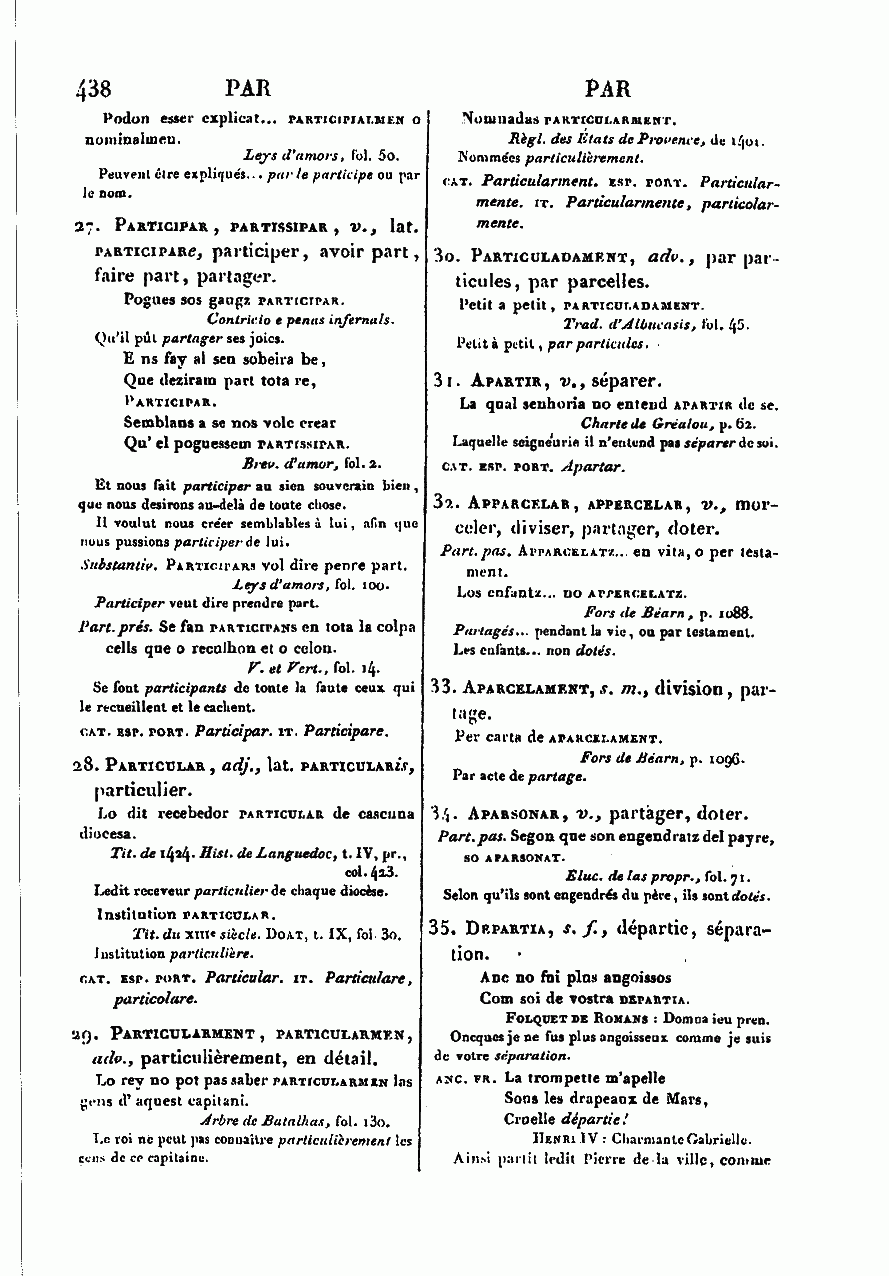 438 PAR PAR
Podon esser explicat... PARTICIPIALMEN o
nominalmen.
Leys d'amors, fol. 50.
Peuvent être expliqués... par le participe ou par
le nom.
27. PARTICIPAR, PARTISSIPAR, v., lat.
PARTICIPARe, participer, avoir part,
faire part, partager.
Pogues sos gaugz PARTICIPAR.
Contricio e penas infernals.
Qu'il pût partager ses joies.
E ns fay al seu sobeira be,
Que deziram part tota re,
PARTICIPAR.
Semblans a se nos volc crear
Qu' el poguessem PARTISSIPAR.
Brev. d'amor, fol. 2.
Et nous fait participer au sien souverain bien,
que nous desirons au-delà de toute chose.
Il voulut nous créer semblables à lui, afin que
nous pussions participer de lui.
Substantiv. PARTICIPARS vol dire penre part.
Leys d'amors, fol. 100.
Participer veut dire prendre part.
Part. prés. Se fan PARTICIPANS en tota la colpa
cells que o recolhon et o celon.
V. et Vert., fol. 14.
Se font participants de toute la faute ceux qui
le recueillent et le cachent.
CAT. ESP. PORT. Participar. IT. Participare.
28. PARTICULAR, adj., lat. PARTICULARis,
particulier.
Lo dit recebedor PARTICULAR de cascuna
diocesa.
Tit. de 1424. Hist. de Languedoc, t. IV, pr.,
col. 423.
Ledit receveur particulier de chaque diocèse.
Institution PARTICULAR.
Tit. du XIIIe siècle. DOAT, t. IX, fol. 30.
Institution particulière.
CAT. ESP. PORT. Particular. IT. Particulare,
particolare.
29. PARTICULARMENT, PARTICULARMEN,
adv., particulièrement, en détail.
Lo rey no pot pas saber PARTICULARMEN las
gens d' aquest capitani.
Arbre de Batalhas, fol. 130.
Le roi ne peut pas connaître particulièrement les
gens de ce capitaine.
Nomnadas PARTICULARMENT.
Règl. des États de Provence, de 1401.
Nommées particulièrement.
CAT. Particularment. ESP. PORT. Particular-
mente. IT. Particularmente, particolar-
mente.
30. PARTICULADAMENT, adv., par par-
ticules, par parcelles.
Petit a petit, PARTICULADAMENT.
Trad. d'Albucasis, fol. 45.
Petit à petit, par particules.
31. APARTIR, v., séparer.
La qual senhoria no entend APARTIR de se.
Charte de Gréalou, p. 62.
Laquelle seigneurie il n'entend pas séparer de soi.
CAT. ESP. PORT. Apartar.
32. APPARCELAR, APPERCELAR, v., mor-
celer, diviser, partager, doter.
Part. pas. APPARCELATZ... en vita, o per testa-
ment.
Los enfantz... no APPERCELATZ.
Fors de Béarn, p. 1088.
Partagés... pendant la vie, ou par testament.
Les enfants... non dotés.
33. APARCELAMENT, s. m., division, par-
tage.
Per carta de APARCELAMENT.
Fors de Béarn, p. 1096.
Par acte de partage.
34. APARSONAR, v., partager, doter.
Part. pas. Segon que son engendratz del payre,
so APARSONAT.
Eluc. de las propr., fol. 71.
Selon qu'ils sont engendrés du père, ils sont dotés.
35. DEPARTIA, s. f., départie, sépara-
tion.
Anc no fui plus angoissos
Com soi de vostra DEPARTIA.
FOLQUET DE ROMANS : Domna ieu pren.
Oncques je ne fus plus angoisseux comme je suis
de votre séparation.
ANC. FR. La trompette m'apelle
Sous les drapeaux de Mars,
Cruelle départie!
HENRI IV : Charmante Gabrielle.
Ainsi partit ledit Pierre de la ville, comme